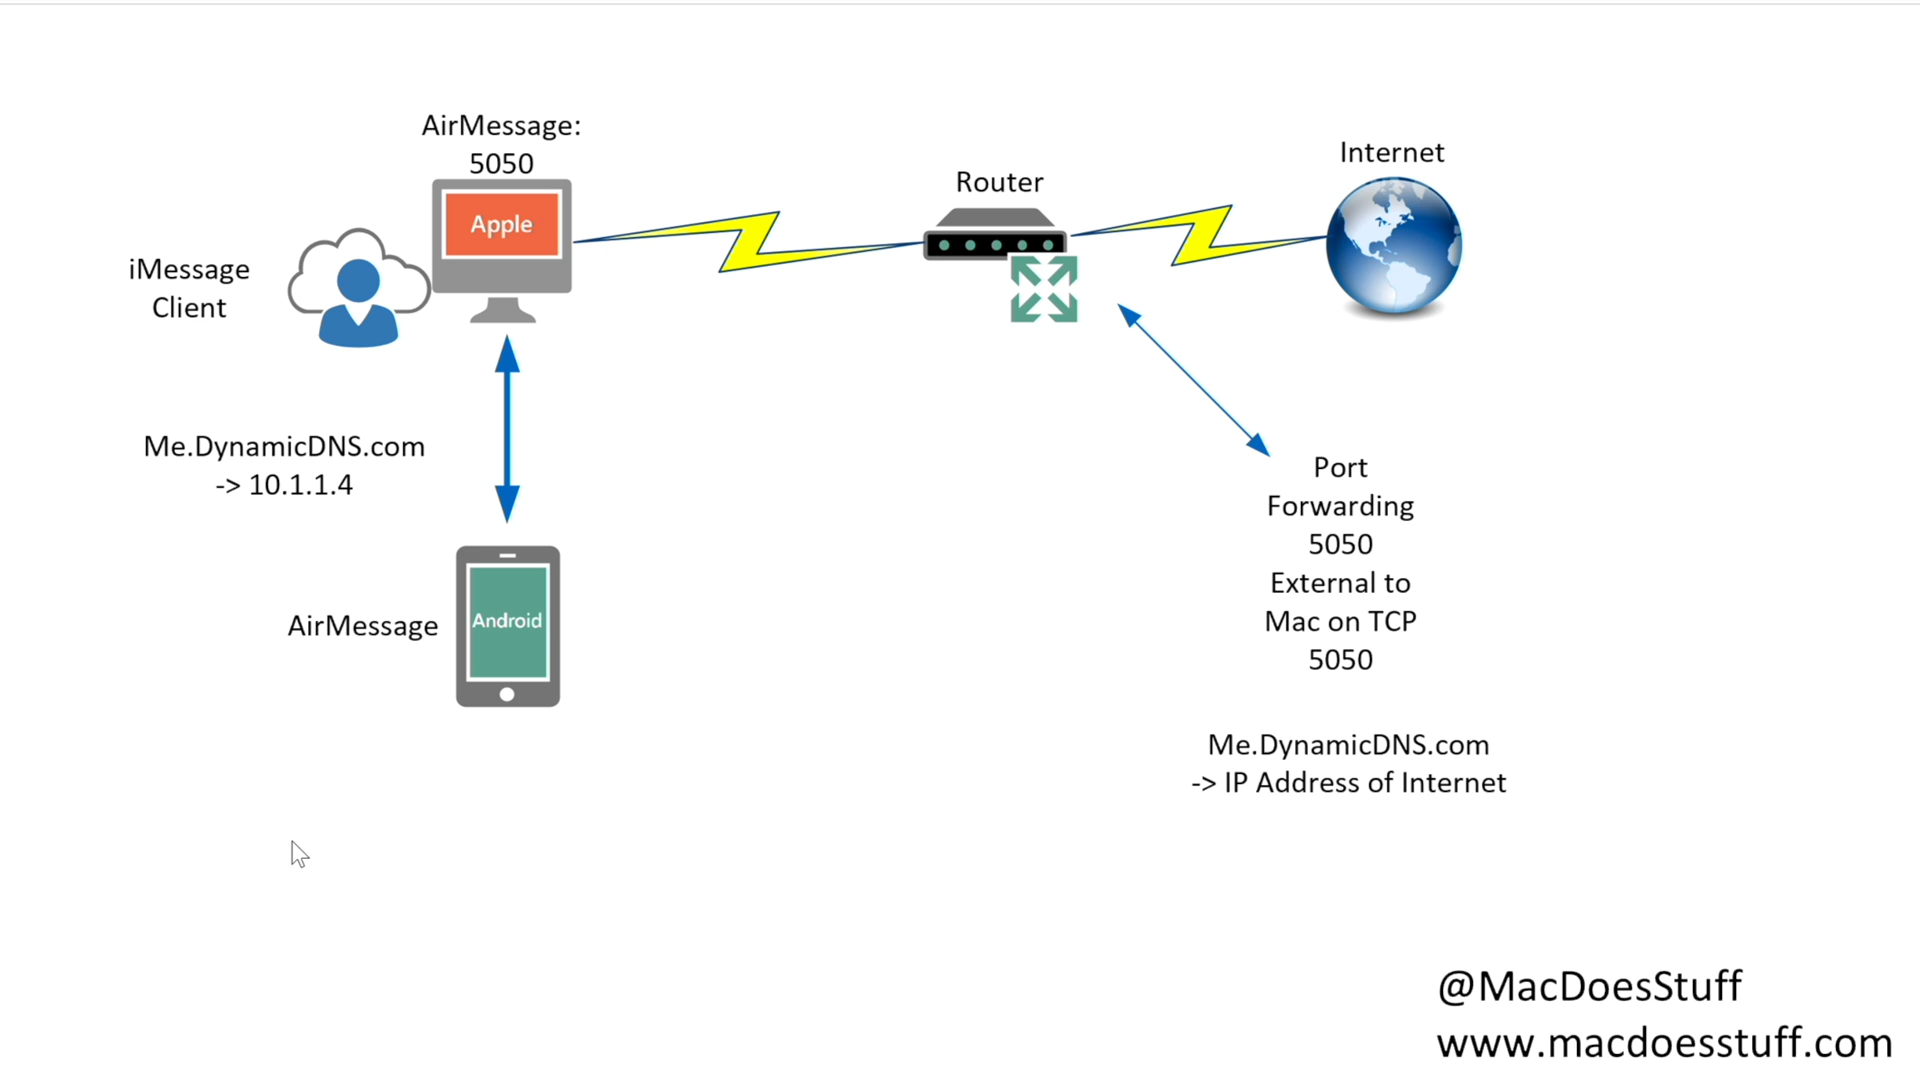 AirMessage:
5050
Apple
iMessage
Client
Router
Internet
Me.DynamicDNS.com
-> 10.1.1.4
AirMessage
Android
Port
Forwarding
5050
External to
Mac on TCP
5050
Me.DynamicDNS.com
-> IP Address of Internet
@MacDoesStuff
www.macdoesstuff.com